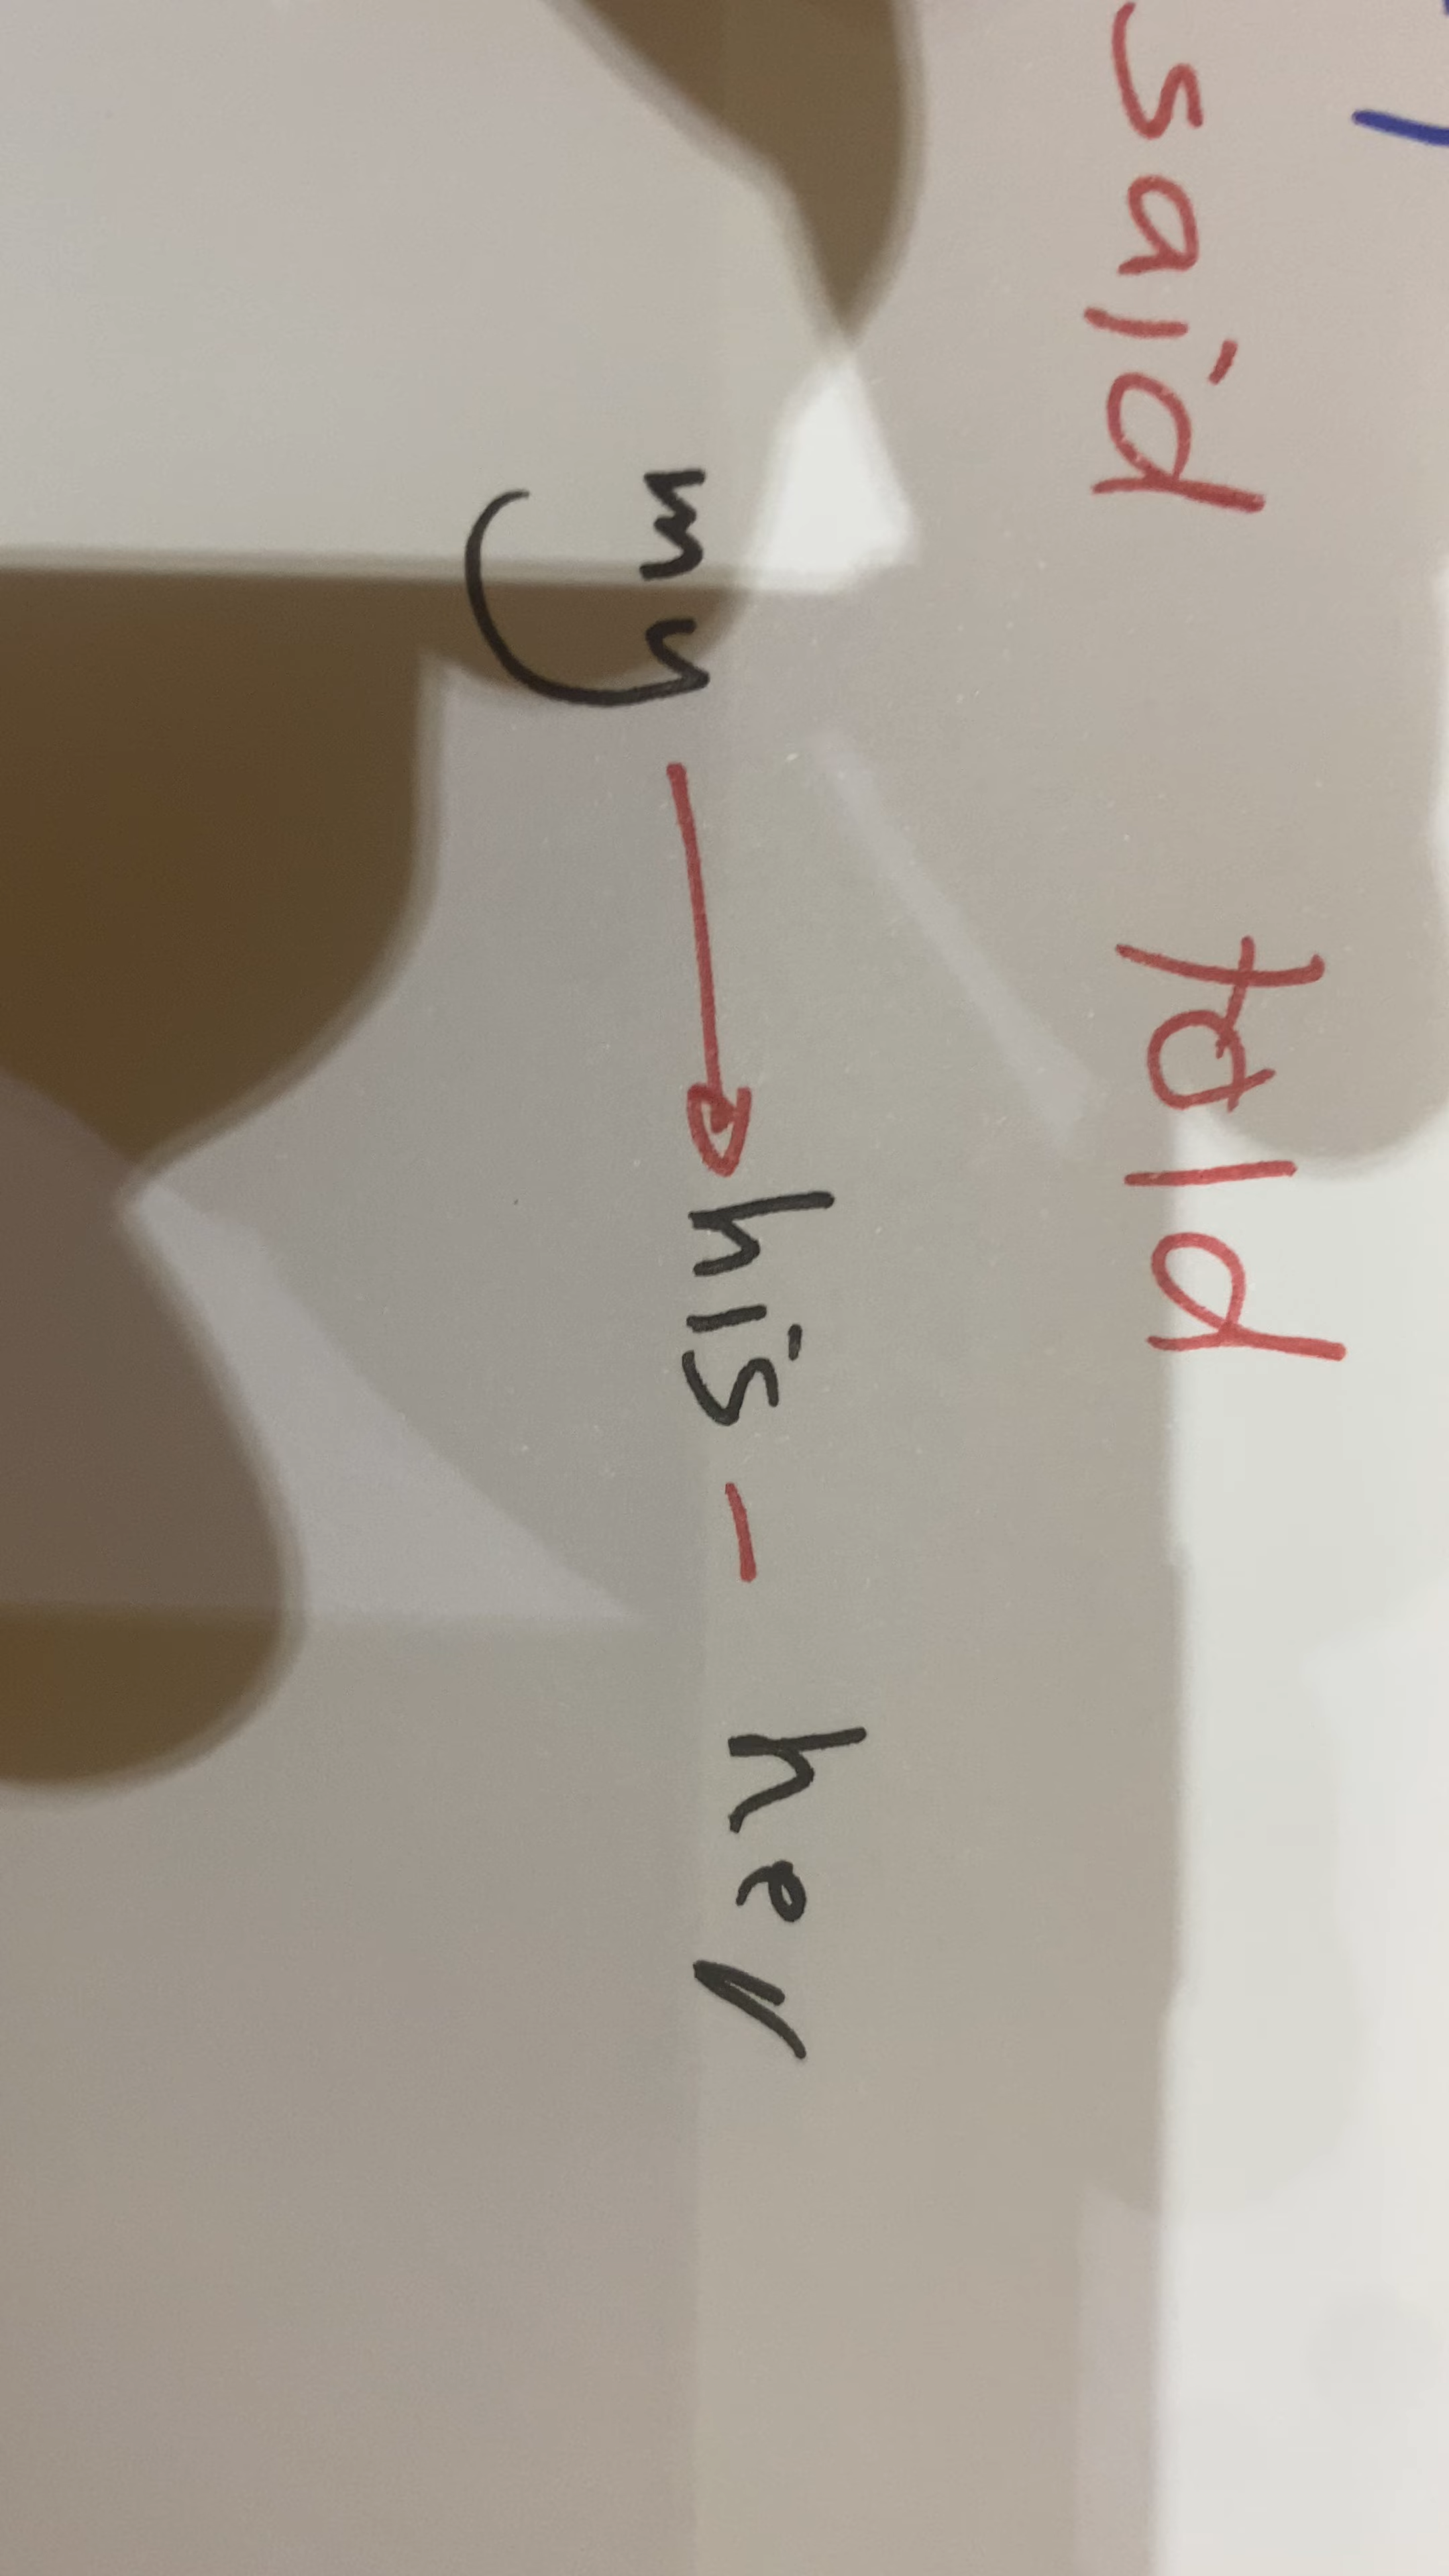 said told
my → his - her